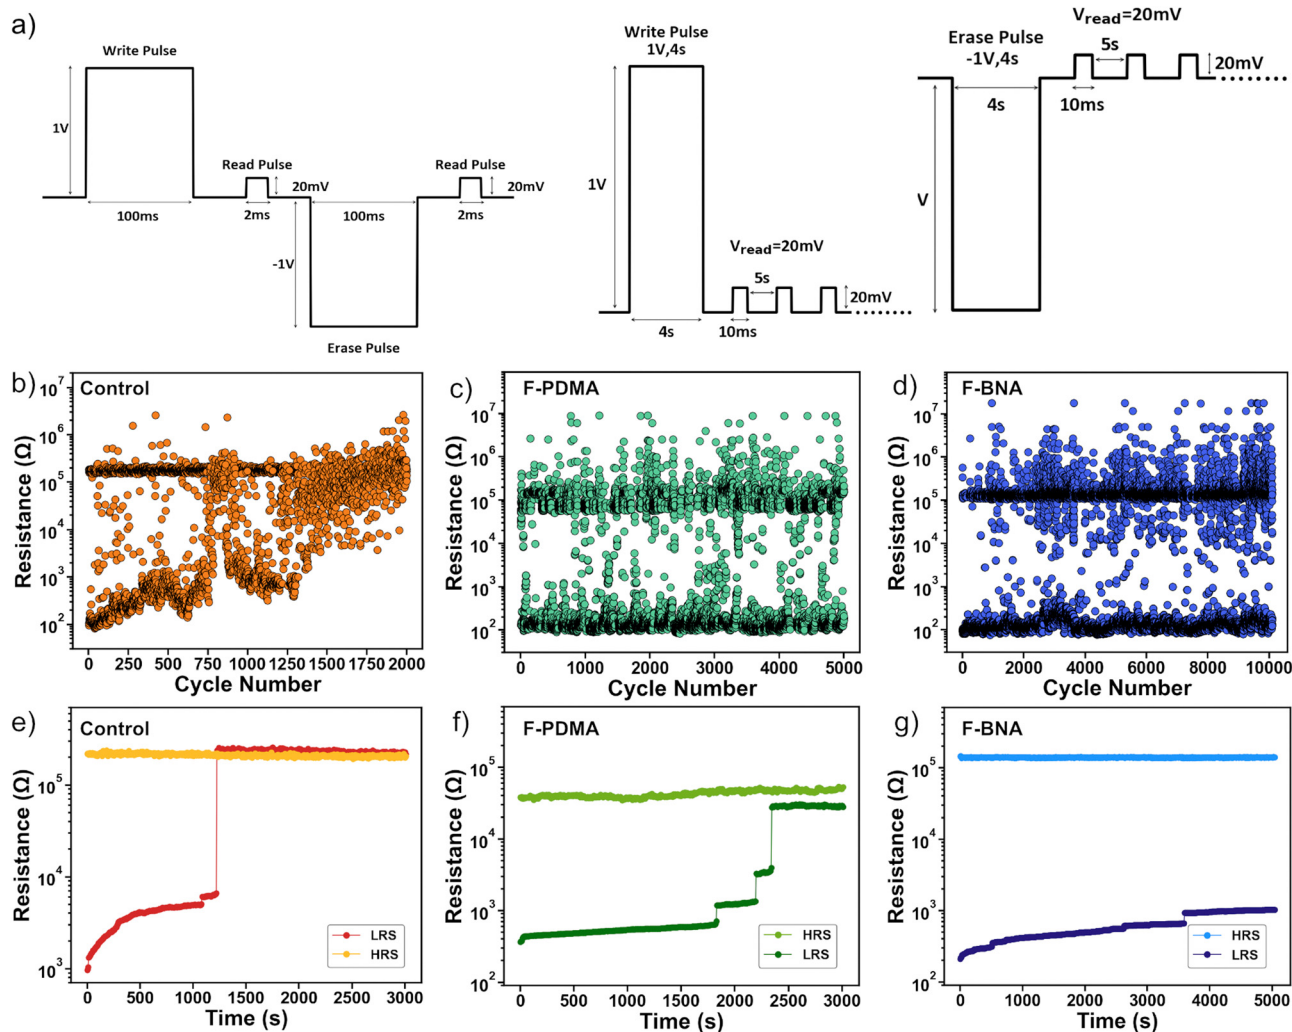 a)
Write Pulse
1V
100ms
Read Pulse
20mV
2ms
-1V
100ms
Erase Pulse
Read Pulse
20mV
2ms
Write Pulse
1V,4s
1V
4s
Vread=20mV
5s
20mV
10ms
Erase Pulse
-1V,4s
V
4s
Vread=20mV
5s
20mV
10ms
b)
Control
Resistance (Ω)
10^7
10^6
10^5
10^4
10^3
10^2
0 250 500 750 1000 1250 1500 1750 2000
Cycle Number
c)
F-PDMA
Resistance (Ω)
10^7
10^6
10^5
10^4
10^3
10^2
0 1000 2000 3000 4000 5000
Cycle Number
d)
F-BNA
Resistance (Ω)
10^7
10^6
10^5
10^4
10^3
10^2
0 2000 4000 6000 8000 10000
Cycle Number
e)
Control
Resistance (Ω)
10^5
10^4
10^3
LRS
HRS
0 500 1000 1500 2000 2500 3000
Time (s)
f)
F-PDMA
Resistance (Ω)
10^5
10^4
10^3
10^2
HRS
LRS
0 500 1000 1500 2000 2500 3000
Time (s)
g)
F-BNA
Resistance (Ω)
10^5
10^4
10^3
10^2
HRS
LRS
0 1000 2000 3000 4000 5000
Time (s)